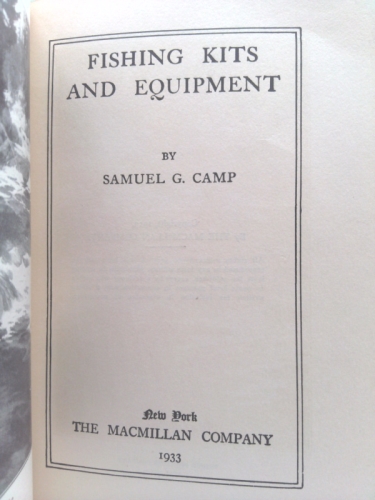 FISHING KITS
AND EQUIPMENT
BY
SAMUEL G. CAMP
New York
THE MACMILLAN COMPANY
1933